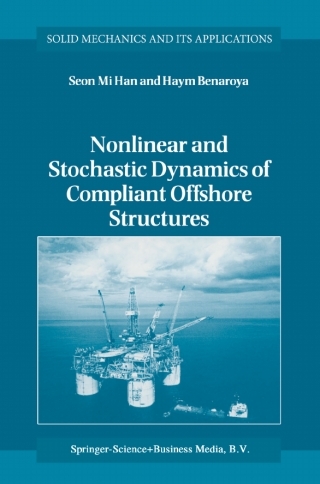 SOLID MECHANICS AND ITS APPLICATIONS
Seon Mi Han and Haym Benaroya
Nonlinear and
Stochastic Dynamics of
Compliant Offshore
Structures
Springer-Science+Business Media, B.V.